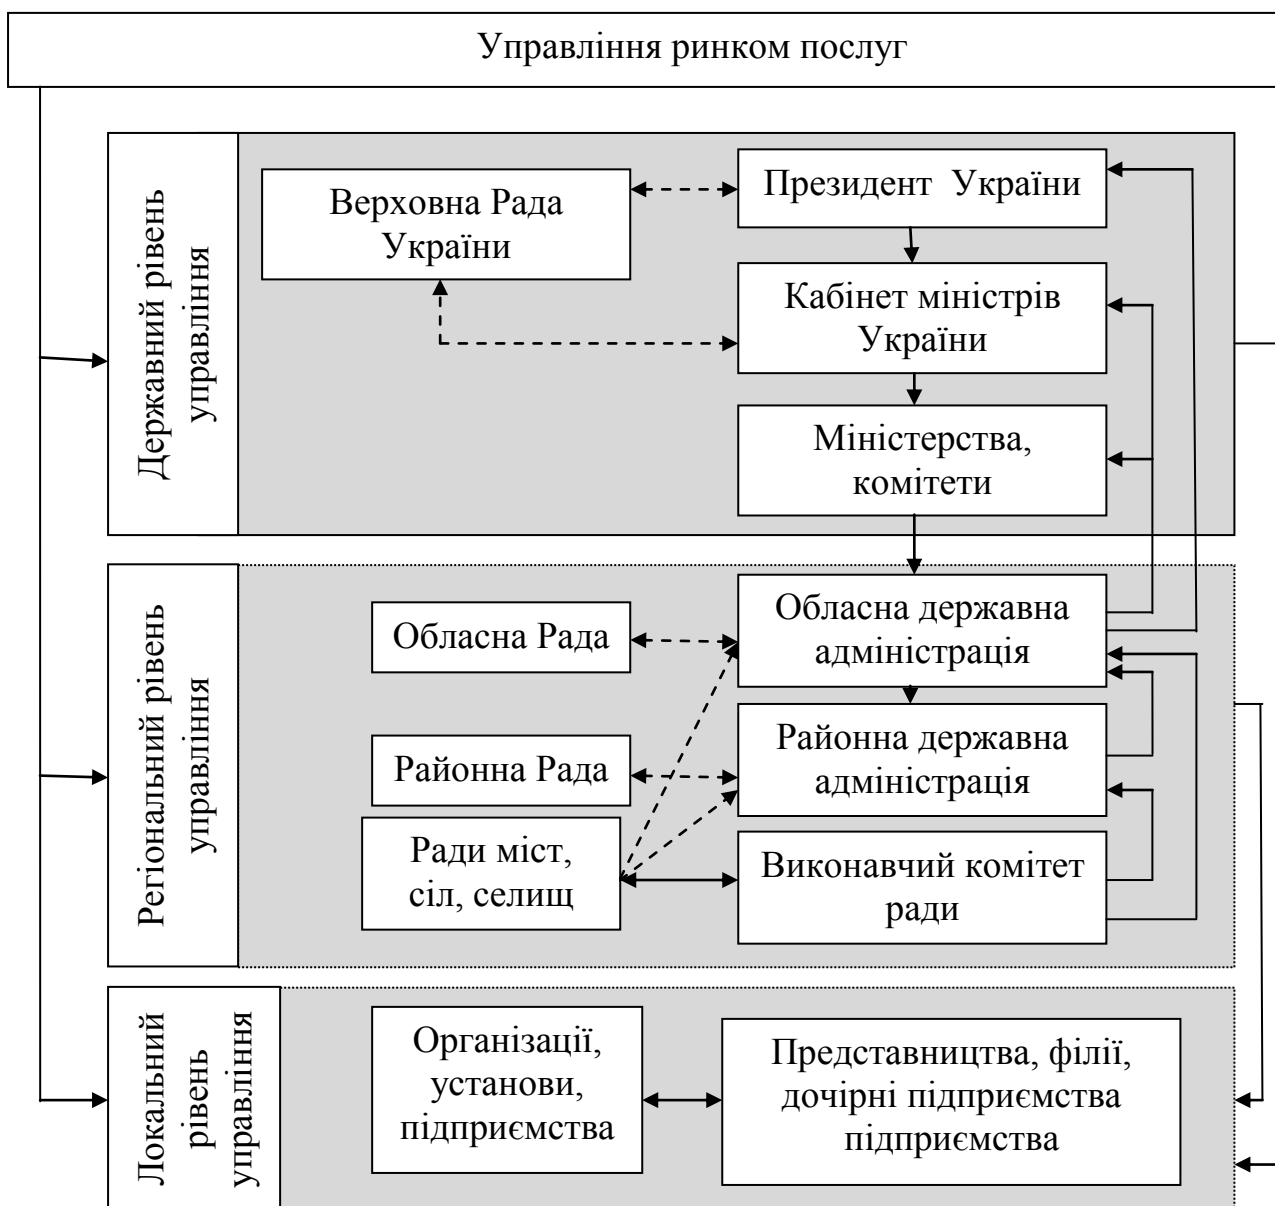 Управління ринком послуг
Державний рівень
управління
Верховна Рада
України
Президент України
Кабінет міністрів
України
Міністерства,
комітети
Регіональний рівень
управління
Обласна Рада
Обласна державна
адміністрація
Районна Рада
Районна державна
адміністрація
Ради міст,
сіл, селищ
Виконавчий комітет
ради
Локальний
рівень
управління
Організації,
установи,
підприємства
Представництва, філії,
дочірні підприємства
підприємства